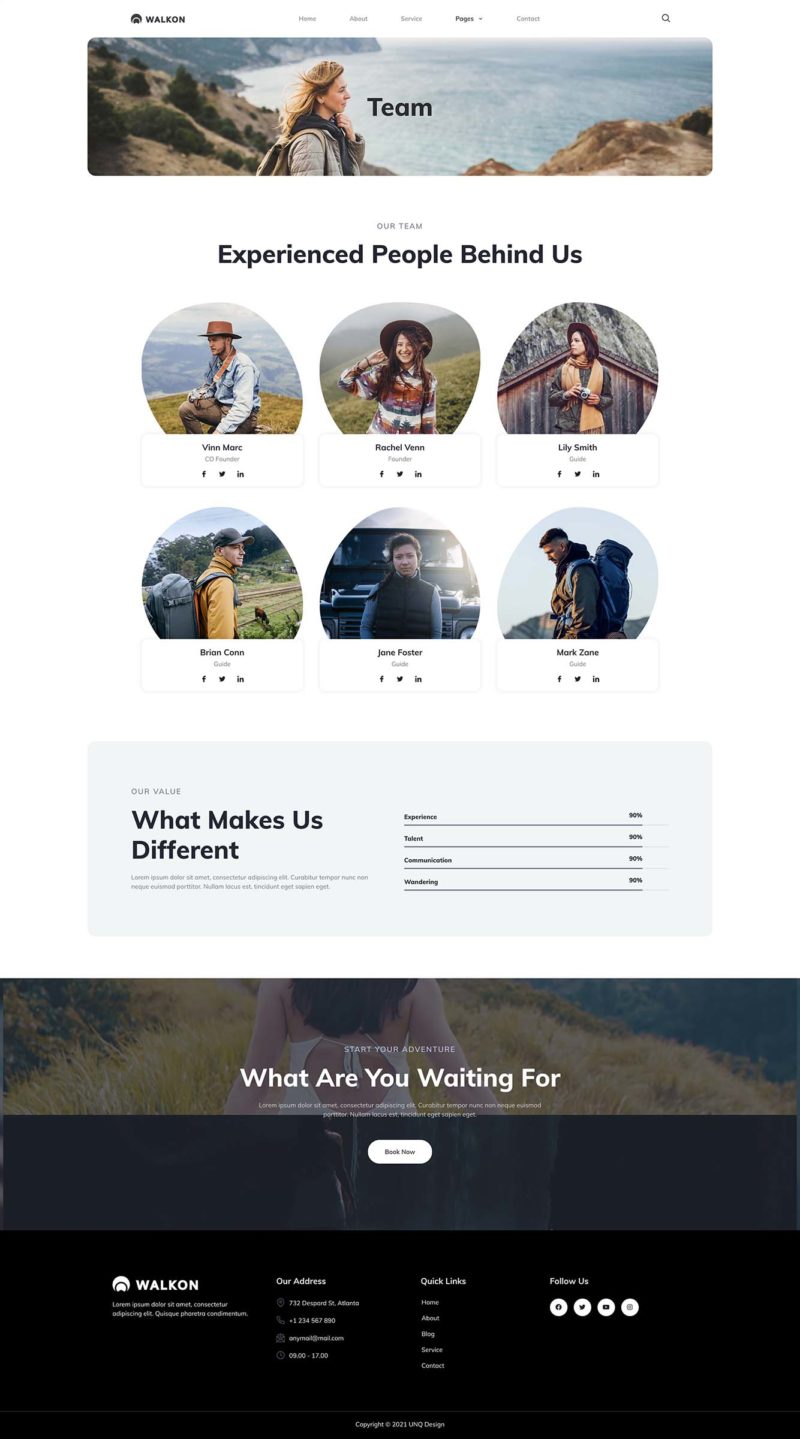 WALKON
Home
About
Service
Pages
Contact
Team
OUR TEAM
Experienced People Behind Us
Vinn Marc
CO Founder
Rachel Venn
Founder
Lily Smith
Guide
Brian Conn
Guide
Jane Foster
Guide
Mark Zane
Guide
OUR VALUE
What Makes Us
Different
Lorem ipsum dolor sit amet, consectetur adipiscing elit. Curabitur tempor nunc non
neque euismod porttitor. Nullam lacus est, tincidunt eget sapien eget.
Experience 90%
Talent 90%
Communication 90%
Wandering 90%
START YOUR ADVENTURE
What Are You Waiting For
Lorem ipsum dolor sit amet, consectetur adipiscing elit. Curabitur tempor nunc non neque euismod
porttitor. Nullam lacus est, tincidunt eget sapien eget.
Book Now
WALKON
Lorem ipsum dolor sit amet, consectetur
adipiscing elit. Quisque pharetra condimentum.
Our Address
732 Despard St, Atlanta
+1 234 567 890
anymail@mail.com
09.00 - 17.00
Quick Links
Home
About
Blog
Service
Contact
Follow Us
Copyright © 2021 UNQ Design